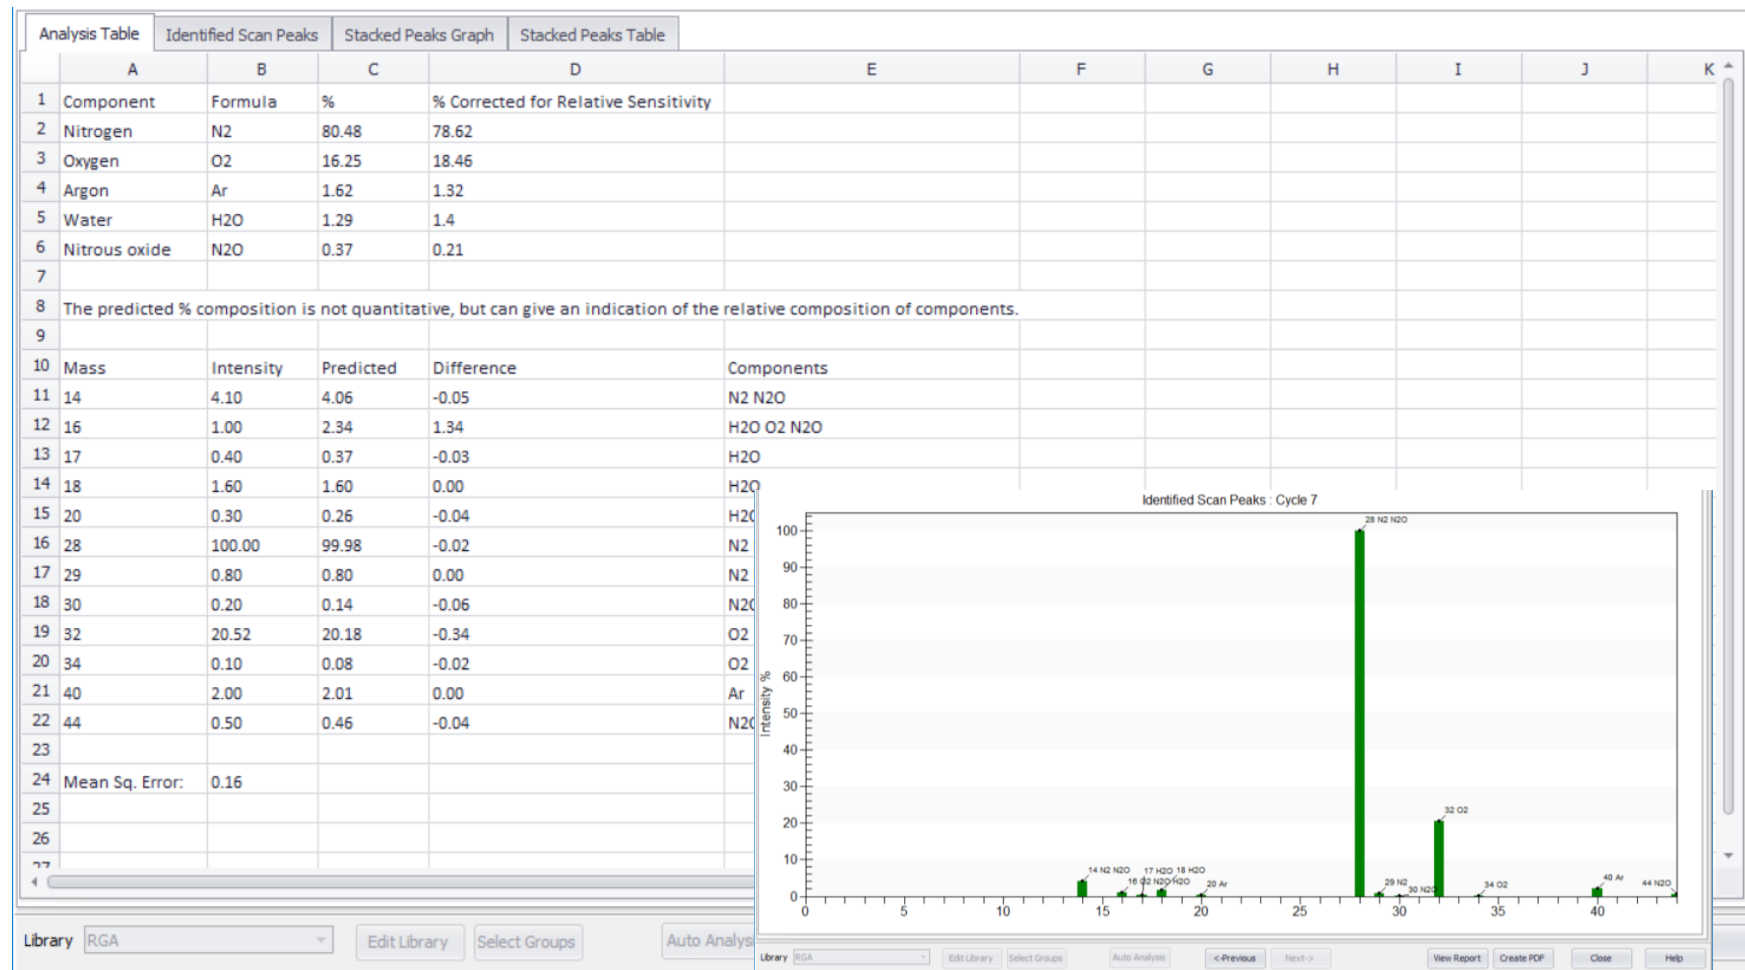 Analysis Table Identified Scan Peaks Stacked Peaks Graph Stacked Peaks Table
A B C D E F G H I J K
1 Component Formula % % Corrected for Relative Sensitivity
2 Nitrogen N2 80.48 78.62
3 Oxygen O2 16.25 18.46
4 Argon Ar 1.62 1.32
5 Water H2O 1.29 1.4
6 Nitrous oxide N2O 0.37 0.21
7
8 The predicted % composition is not quantitative, but can give an indication of the relative composition of components.
9
10 Mass Intensity Predicted Difference Components
11 14 4.10 4.06 -0.05 N2 N2O
12 16 1.00 2.34 1.34 H2O O2 N2O
13 17 0.40 0.37 -0.03 H2O
14 18 1.60 1.60 0.00 H2O
15 20 0.30 0.26 -0.04 H2O
16 28 100.00 99.98 -0.02 N2
17 29 0.80 0.80 0.00 N2
18 30 0.20 0.14 -0.06 N2O
19 32 20.52 20.18 -0.34 O2
20 34 0.10 0.08 -0.02 O2
21 40 2.00 2.01 0.00 Ar
22 44 0.50 0.46 -0.04 N2O
23
24 Mean Sq. Error: 0.16
25
26
27
Library RGA Edit Library Select Groups Auto Analysi
Identified Scan Peaks : Cycle 7
Intensity %
100
90
80
70
60
50
40
30
20
10
0
28 N2 N2O
32 O2
14 N2 N2O
17 H2O
18 H2O
16 O2 N2O H2O
20 Ar
29 N2
30 N2O
34 O2
40 Ar
44 N2O
0 5 10 15 20 25 30 35 40
Library RGA Edit Library Select Groups Auto Analysis <-Previous Next-> View Report Create PDF Close Help